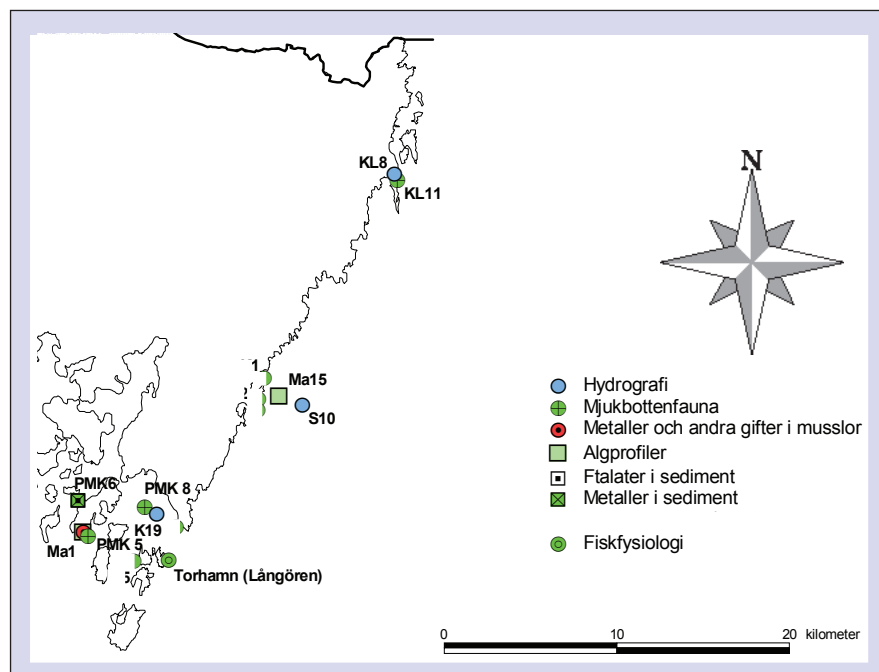 N
KL8
KL11
1
Ma15
S10
PMK6
PMK 8
K19
Ma1
PMK 5
Torhamn (Långören)
Hydrografi
Mjukbottenfauna
Metaller och andra gifter i musslor
Algprofiler
Ftalater i sediment
Metaller i sediment
Fiskfysiologi
0 10 20 kilometer